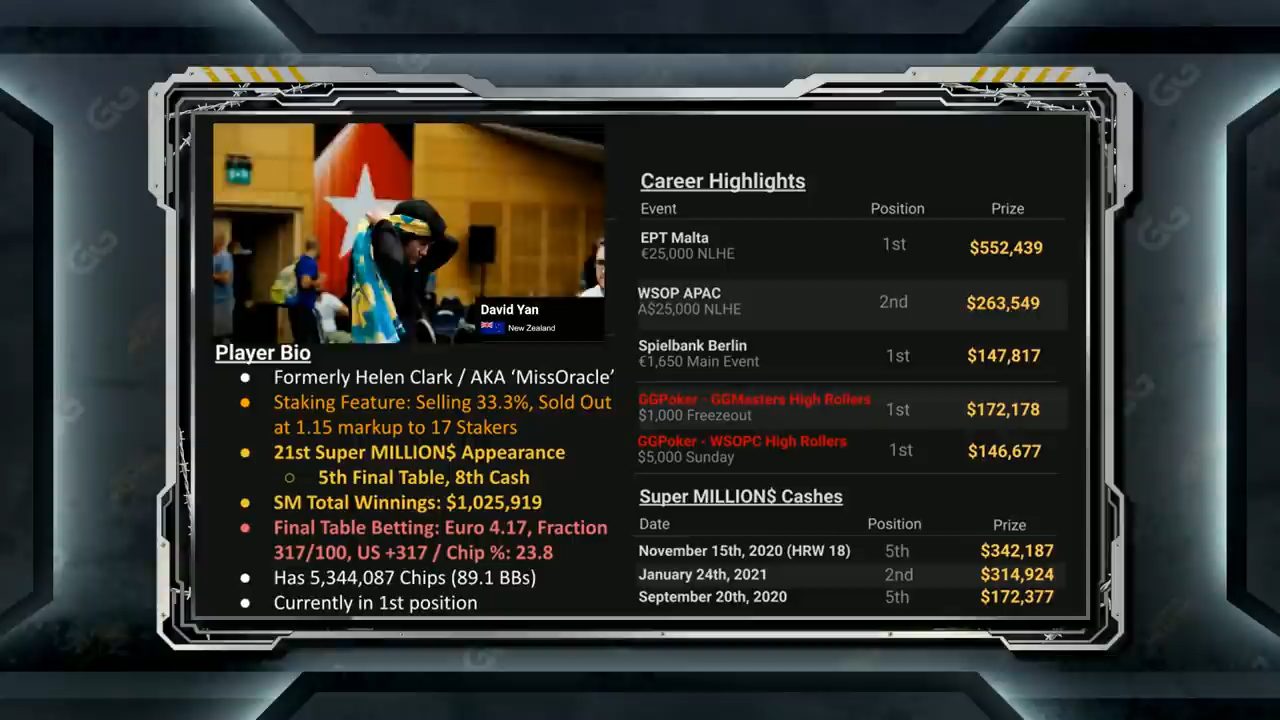 David Yan
New Zealand
Player Bio
Formerly Helen Clark / AKA ‘MissOracle’
Staking Feature: Selling 33.3%, Sold Out
at 1.15 markup to 17 Stakers
21st Super MILLION$ Appearance
5th Final Table, 8th Cash
SM Total Winnings: $1,025,919
Final Table Betting: Euro 4.17, Fraction
317/100, US +317 / Chip %: 23.8
Has 5,344,087 Chips (89.1 BBs)
Currently in 1st position
Career Highlights
Event Position Prize
EPT Malta
€25,000 NLHE 1st $552,439
WSOP APAC
A$25,000 NLHE 2nd $263,549
Spielbank Berlin
€1,650 Main Event 1st $147,817
GGPoker - GGMasters High Rollers
$1,000 Freezeout 1st $172,178
GGPoker - WSOPC High Rollers
$5,000 Sunday 1st $146,677
Super MILLION$ Cashes
Date Position Prize
November 15th, 2020 (HRW 18) 5th $342,187
January 24th, 2021 2nd $314,924
September 20th, 2020 5th $172,377